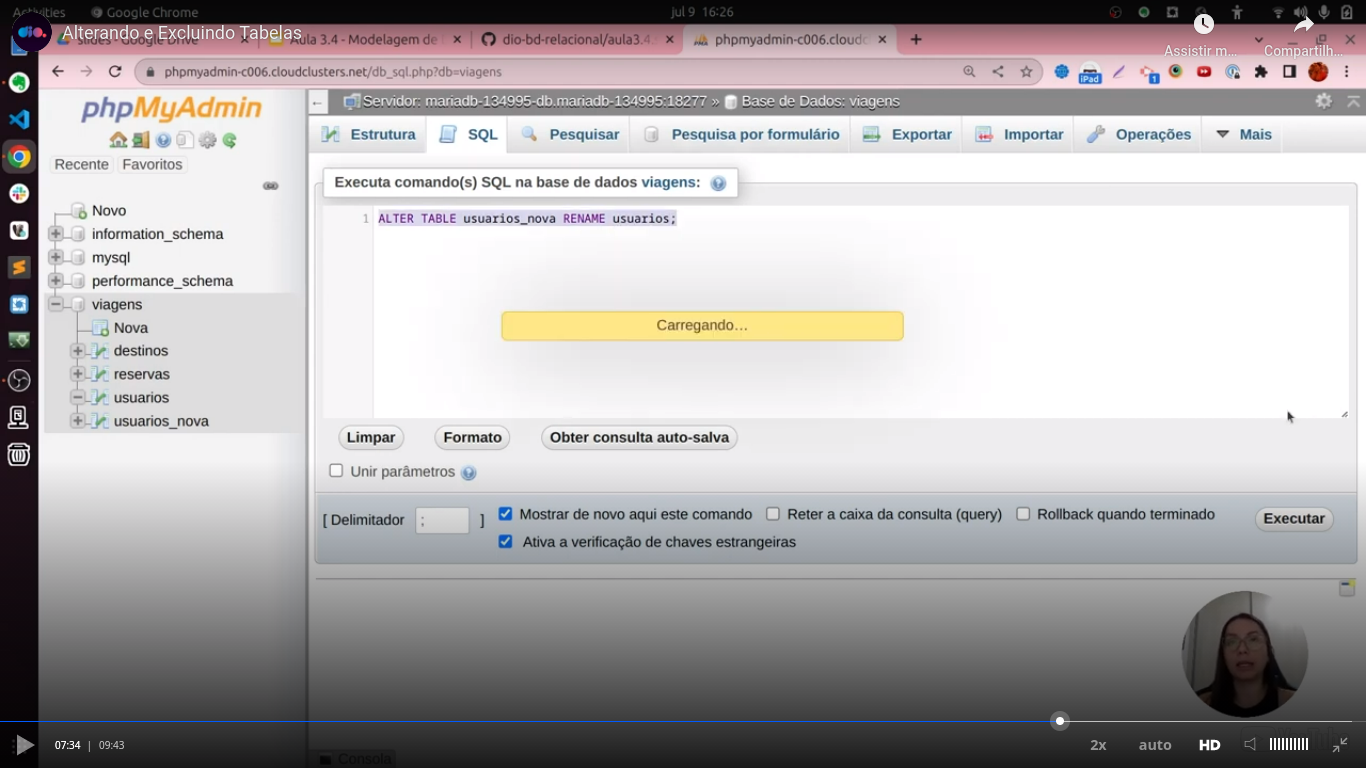 Activities
Google Chrome
jul 9 16:26
dio.
Alterando e Excluindo Tabelas
slides - Google Drive
Aula 3.4 - Modelagem de
dio-bd-relacional/aula3.4.
phpmyadmin-c006.cloudc
Assistir m...
Compartilh...
phpmyadmin-c006.cloudclusters.net/db_sql.php?db=viagens
iPad
1
phpMyAdmin
Recente
Favoritos
Servidor: mariadb-134995-db.mariadb-134995:18277 » Base de Dados: viagens
Estrutura
SQL
Pesquisar
Pesquisa por formulário
Exportar
Importar
Operações
Mais
Novo
information_schema
mysql
performance_schema
viagens
Nova
destinos
reservas
usuarios
usuarios_nova
Executa comando(s) SQL na base de dados viagens:
1 ALTER TABLE usuarios_nova RENAME usuarios;
Carregando…
Limpar
Formato
Obter consulta auto-salva
Unir parâmetros
[ Delimitador ; ]
Mostrar de novo aqui este comando
Reter a caixa da consulta (query)
Rollback quando terminado
Ativa a verificação de chaves estrangeiras
Executar
Consola
07:34 | 09:43
2x
auto
HD